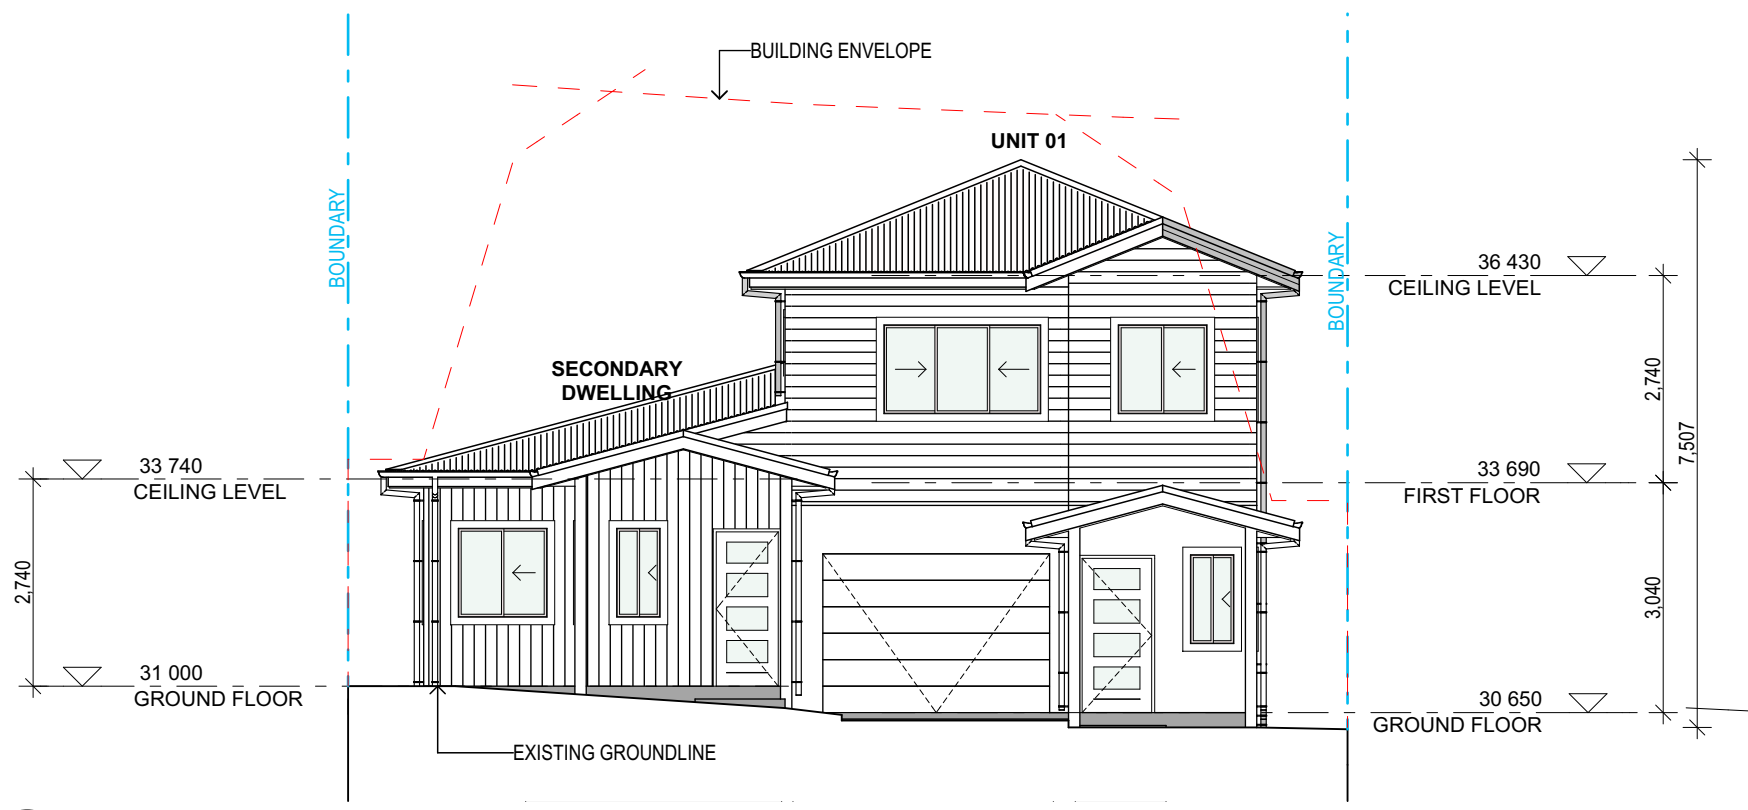 BUILDING ENVELOPE
UNIT 01
BOUNDARY
BOUNDARY
36 430
CEILING LEVEL
SECONDARY
DWELLING
2,740
7,507
33 740
CEILING LEVEL
33 690
FIRST FLOOR
2,740
3,040
31 000
GROUND FLOOR
30 650
GROUND FLOOR
EXISTING GROUNDLINE